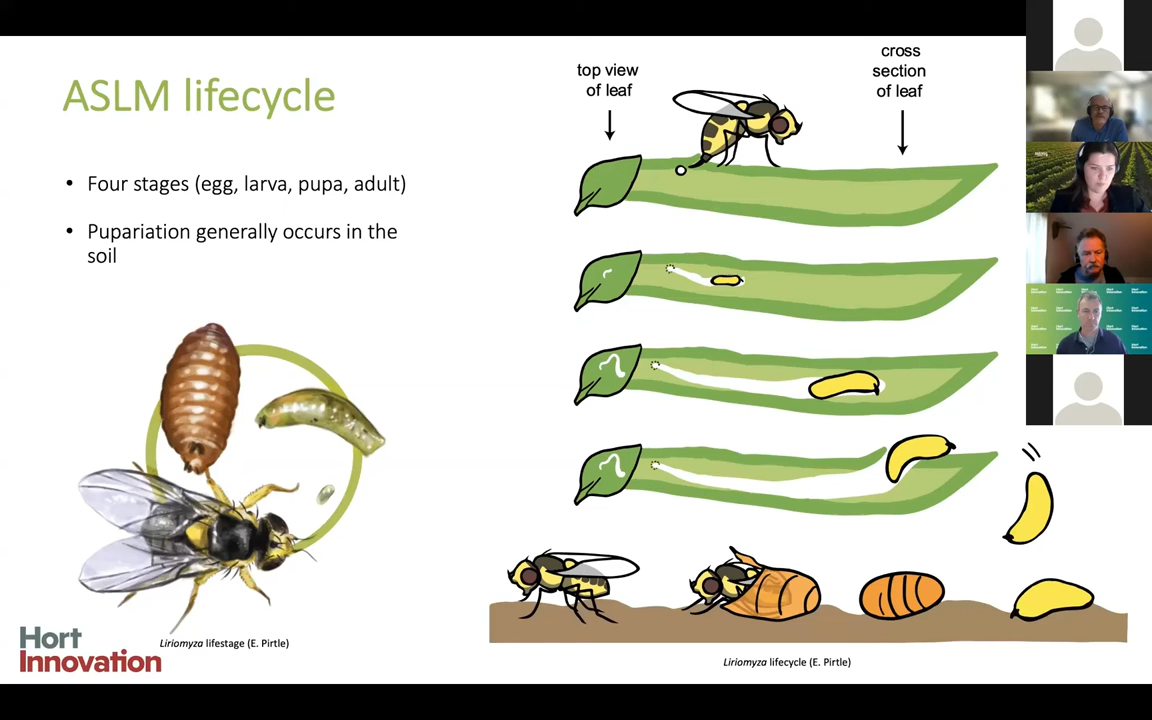 ASLM lifecycle
• Four stages (egg, larva, pupa, adult)
• Pupariation generally occurs in the
soil
top view
of leaf
cross
section
of leaf
Liriomyza lifestage (E. Pirtle)
Liriomyza lifecycle (E. Pirtle)
Hort
Innovation